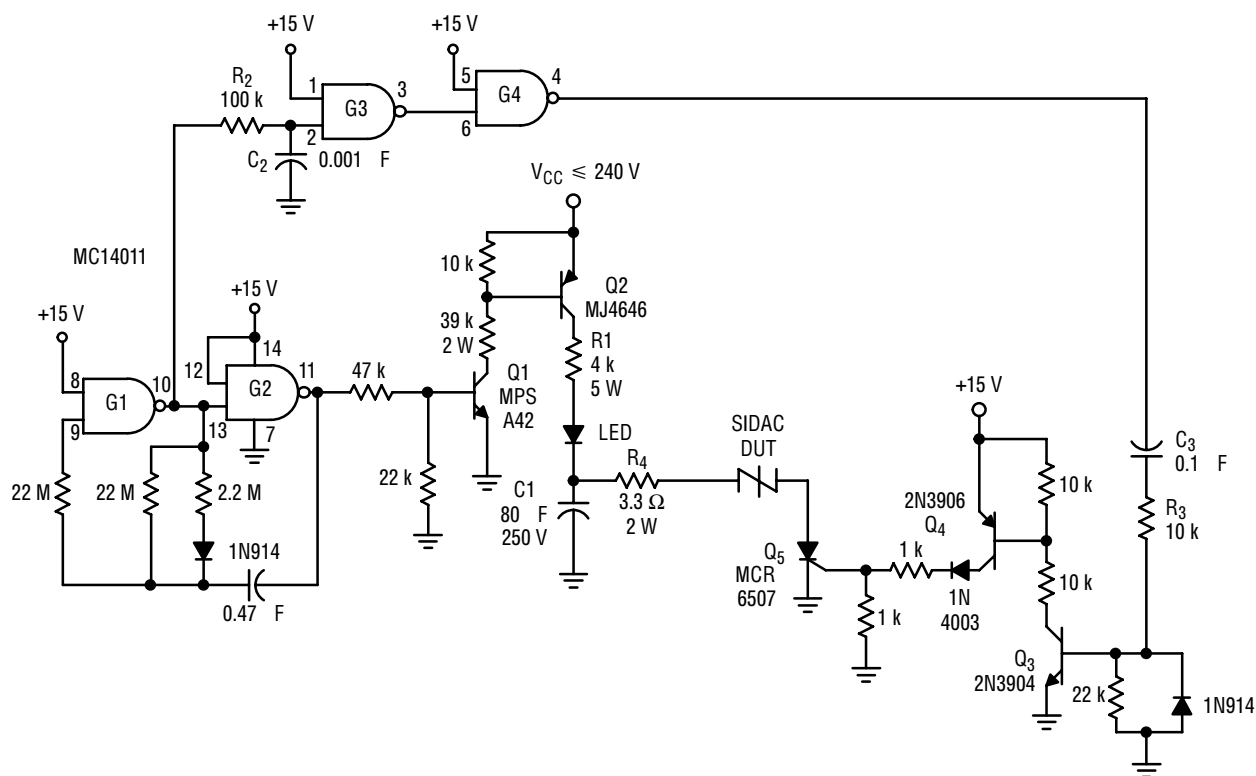 +15 V
+15 V
R2
100 k
1
2
G3
3
5
6
G4
4
C2
0.001 F
VCC ≤ 240 V
MC14011
+15 V
+15 V
8
9
G1
10
12
13
14
G2
11
7
47 k
22 k
10 k
39 k
2 W
Q1
MPS
A42
Q2
MJ4646
R1
4 k
5 W
LED
C1
80 F
250 V
R4
3.3 Ω
2 W
SIDAC
DUT
22 M
22 M
2.2 M
1N914
0.47 F
Q5
MCR
6507
1 k
1 k
1N
4003
+15 V
2N3906
Q4
10 k
10 k
Q3
2N3904
C3
0.1 F
R3
10 k
22 k
1N914